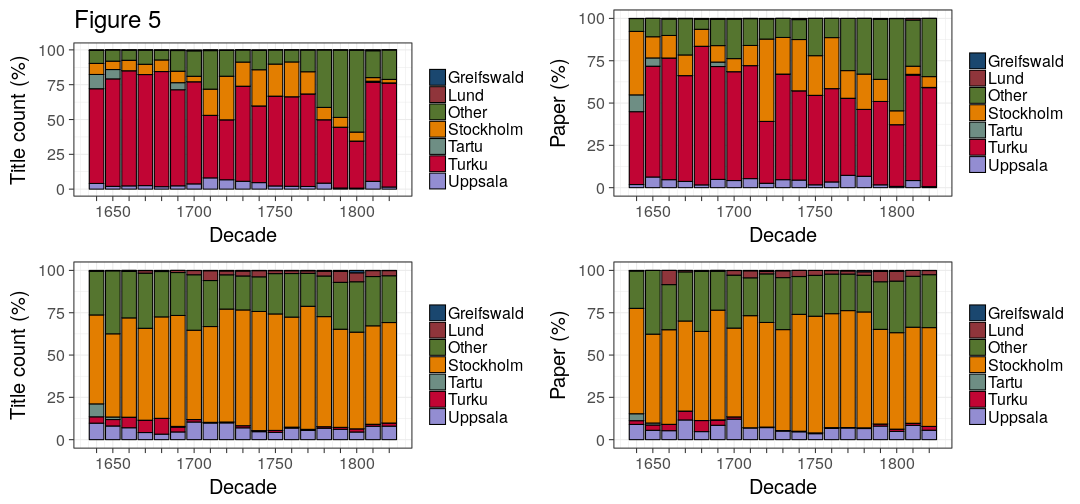 Figure 5
Title count (%)
100
75
50
25
0
1650 1700 1750 1800
Decade
Greifswald
Lund
Other
Stockholm
Tartu
Turku
Uppsala
Paper (%)
100
75
50
25
0
1650 1700 1750 1800
Decade
Greifswald
Lund
Other
Stockholm
Tartu
Turku
Uppsala
Title count (%)
100
75
50
25
0
1650 1700 1750 1800
Decade
Greifswald
Lund
Other
Stockholm
Tartu
Turku
Uppsala
Paper (%)
100
75
50
25
0
1650 1700 1750 1800
Decade
Greifswald
Lund
Other
Stockholm
Tartu
Turku
Uppsala